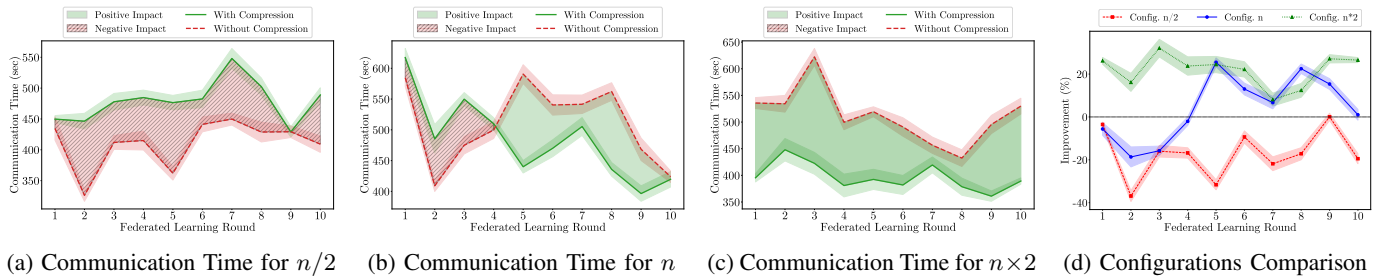 Positive Impact
Negative Impact
With Compression
Without Compression
Communication Time (sec)
550
500
450
400
350
1 2 3 4 5 6 7 8 9 10
Federated Learning Round
(a) Communication Time for n/2
Positive Impact
Negative Impact
With Compression
Without Compression
Communication Time (sec)
600
550
500
450
400
1 2 3 4 5 6 7 8 9 10
Federated Learning Round
(b) Communication Time for n
Positive Impact
Negative Impact
With Compression
Without Compression
Communication Time (sec)
650
600
550
500
450
400
350
1 2 3 4 5 6 7 8 9 10
Federated Learning Round
(c) Communication Time for n×2
Config. n/2 Config. n Config. n*2
Improvement (%)
20
0
−20
−40
1 2 3 4 5 6 7 8 9 10
Federated Learning Round
(d) Configurations Comparison